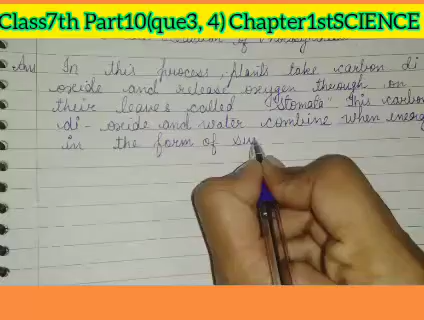 Class7th Part10(que3, 4) Chapter1stSCIENCE
Ans In this process, plants take carbon di
oxide and release oxygen through on
their leaves called "Stomata" This carbon
di-oxide and water combine when energy
in the form of su